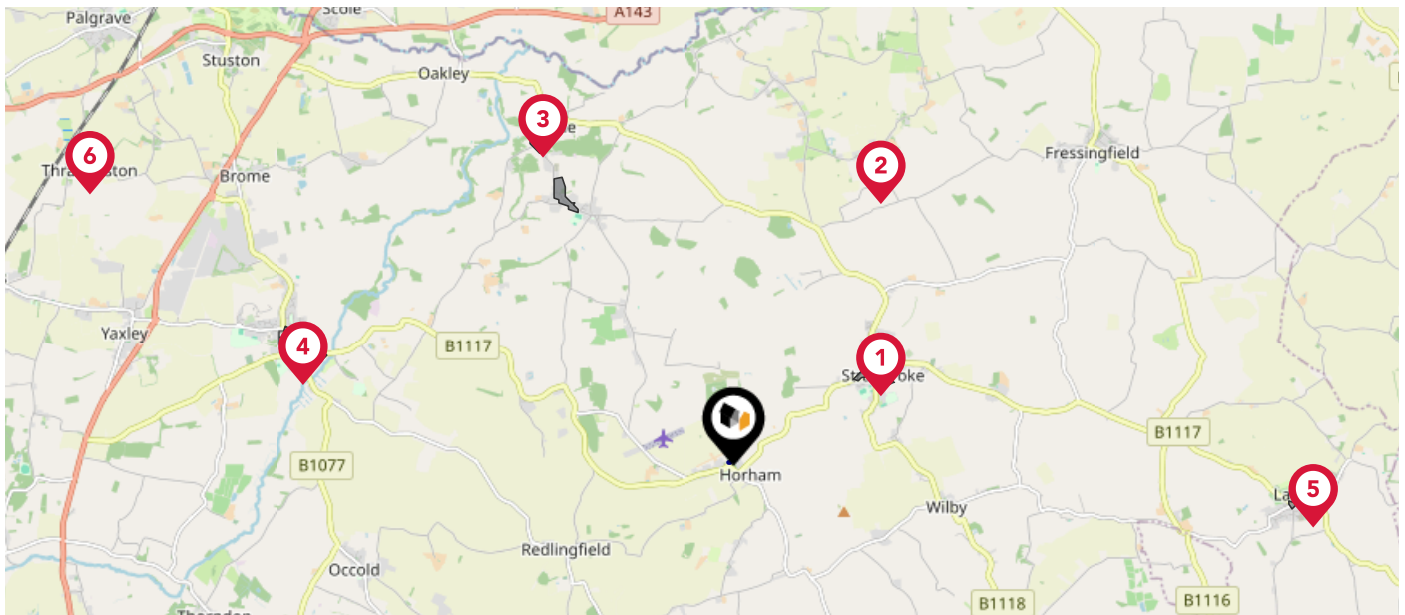 Palgrave
Scole
A143
Stuston
Oakley
3
6
2
Fressingfield
Brome
Yaxley
4
B1117
1
B1117
B1077
Horham
5
Wilby
Redlingfield
Occold
B1118
B1116